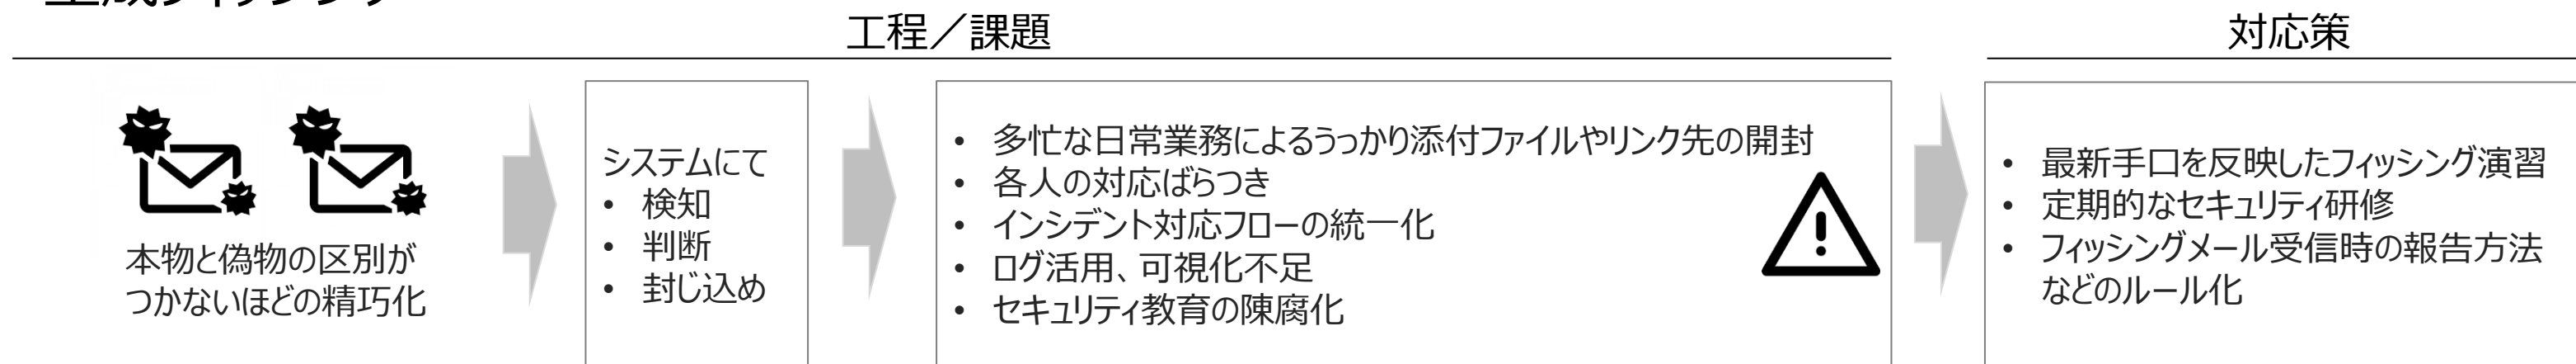 工程／課題
対応策
本物と偽物の区別が
つかないほどの精巧化
システムにて
• 検知
• 判断
• 封じ込め
• 多忙な日常業務によるうっかり添付ファイルやリンク先の開封
• 各人の対応ばらつき
• インシデント対応フローの統一化
• ログ活用、可視化不足
• セキュリティ教育の陳腐化
• 最新手口を反映したフィッシング演習
• 定期的なセキュリティ研修
• フィッシングメール受信時の報告方法
などのルール化